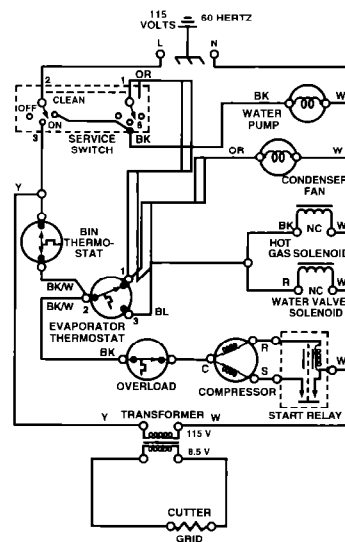 115 VOLTS 60 HERTZ
L N
2 1 OR
CLEAN
OFF ON
3 6
SERVICE SWITCH
BK
BK W
WATER PUMP
OR W
CONDENSER FAN
Y
BIN THERMO-STAT
BK NC W
HOT GAS SOLENOID
R NC W
WATER VALVE SOLENOID
BK/W 1
2
BK/W 3 BL
EVAPORATOR THERMOSTAT
BK
OVERLOAD
C R S
COMPRESSOR
W
START RELAY
Y TRANSFORMER W
115 V
8.5 V
CUTTER GRID